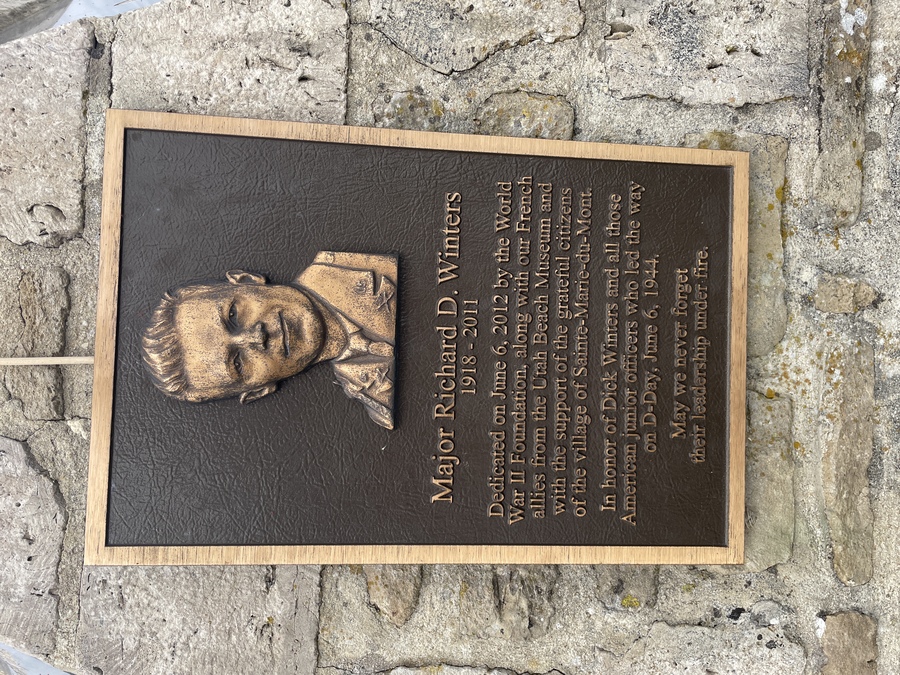 Major Richard D. Winters
1918 - 2011
Dedicated on June 6, 2012 by the World
War II Foundation, along with our French
allies from the Utah Beach Museum and
with the support of the grateful citizens
of the village of Sainte-Marie-du-Mont.
In honor of Dick Winters and all those
American junior officers who led the way
on D-Day, June 6, 1944.
May we never forget
their leadership under fire.